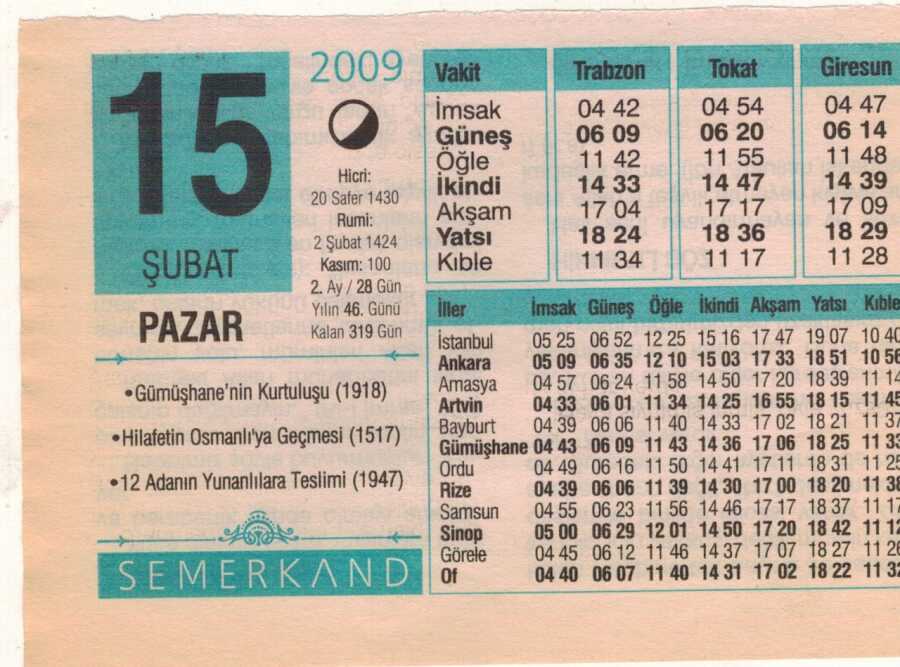 15
ŞUBAT
PAZAR
2009
Hicri:
20 Safer 1430
Rumi:
2 Şubat 1424
Kasım: 100
2. Ay / 28 Gün
Yılın 46. Günü
Kalan 319 Gün
•Gümüşhane'nin Kurtuluşu (1918)
•Hilafetin Osmanlı'ya Geçmesi (1517)
•12 Adanın Yunanlılara Teslimi (1947)
SEMERKAND
Vakit Trabzon Tokat Giresun
İmsak 04 42 04 54 04 47
Güneş 06 09 06 20 06 14
Öğle 11 42 11 55 11 48
İkindi 14 33 14 47 14 39
Akşam 17 04 17 17 17 09
Yatsı 18 24 18 36 18 29
Kıble 11 34 11 17 11 28
İller İmsak Güneş Öğle İkindi Akşam Yatsı Kıble
İstanbul 05 25 06 52 12 25 15 16 17 47 19 07 10 40
Ankara 05 09 06 35 12 10 15 03 17 33 18 51 10 56
Amasya 04 57 06 24 11 58 14 50 17 20 18 39 11 14
Artvin 04 33 06 01 11 34 14 25 16 55 18 15 11 45
Bayburt 04 39 06 06 11 40 14 33 17 02 18 21 11 37
Gümüşhane 04 43 06 09 11 43 14 36 17 06 18 25 11 33
Ordu 04 49 06 16 11 50 14 41 17 11 18 31 11 25
Rize 04 39 06 06 11 39 14 30 17 00 18 20 11 38
Samsun 04 55 06 23 11 56 14 46 17 17 18 37 11 17
Sinop 05 00 06 29 12 01 14 50 17 20 18 42 11 12
Görele 04 45 06 12 11 46 14 37 17 07 18 27 11 26
Of 04 40 06 07 11 40 14 31 17 02 18 22 11 32